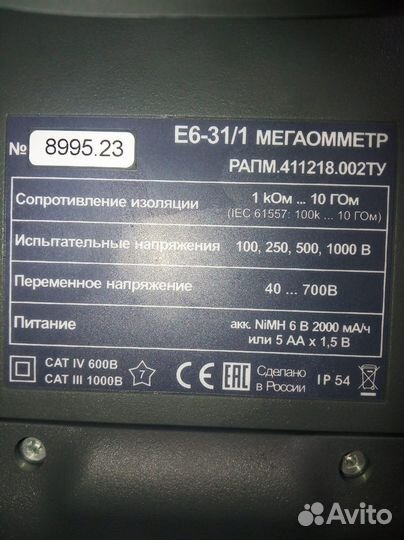 № 8995.23 Е6-31/1 МЕГАОММЕТР
РАПМ.411218.002ТУ
Сопротивление изоляции 1 кОм ... 10 ГОм
(IEC 61557: 100k ... 10 ГОм)
Испытательные напряжения 100, 250, 500, 1000 В
Переменное напряжение 40 ... 700В
Питание акк. NiMH 6 В 2000 мА/ч
или 5 АА х 1,5 В
CAT IV 600В
CAT III 1000В
7
CE EAC
Сделано
в России
IP 54
Avito